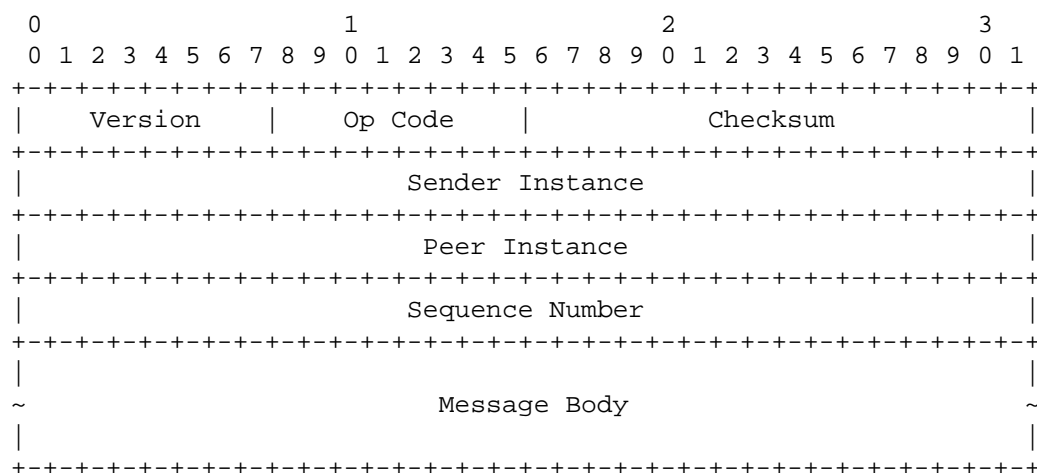 0                   1                   2                   3
 0 1 2 3 4 5 6 7 8 9 0 1 2 3 4 5 6 7 8 9 0 1 2 3 4 5 6 7 8 9 0 1
+-+-+-+-+-+-+-+-+-+-+-+-+-+-+-+-+-+-+-+-+-+-+-+-+-+-+-+-+-+-+-+-+
|    Version    |    Op Code    |           Checksum            |
+-+-+-+-+-+-+-+-+-+-+-+-+-+-+-+-+-+-+-+-+-+-+-+-+-+-+-+-+-+-+-+-+
|                        Sender Instance                        |
+-+-+-+-+-+-+-+-+-+-+-+-+-+-+-+-+-+-+-+-+-+-+-+-+-+-+-+-+-+-+-+-+
|                         Peer Instance                         |
+-+-+-+-+-+-+-+-+-+-+-+-+-+-+-+-+-+-+-+-+-+-+-+-+-+-+-+-+-+-+-+-+
|                        Sequence Number                        |
+-+-+-+-+-+-+-+-+-+-+-+-+-+-+-+-+-+-+-+-+-+-+-+-+-+-+-+-+-+-+-+-+
|                                                               |
~                          Message Body                         ~
|                                                               |
+-+-+-+-+-+-+-+-+-+-+-+-+-+-+-+-+-+-+-+-+-+-+-+-+-+-+-+-+-+-+-+-+